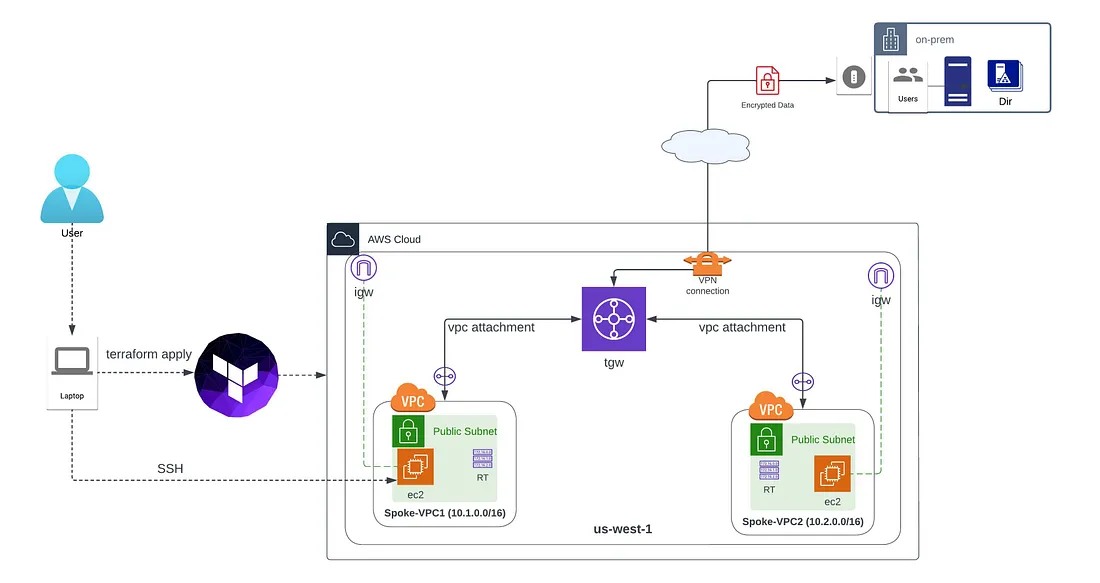 on-prem
Users
Dir
Encrypted Data
User
AWS Cloud
igw
VPN
connection
igw
vpc attachment
vpc attachment
tgw
terraform apply
Laptop
VPC
Public Subnet
RT
ec2
Spoke-VPC1 (10.1.0.0/16)
VPC
Public Subnet
RT
ec2
Spoke-VPC2 (10.2.0.0/16)
SSH
us-west-1